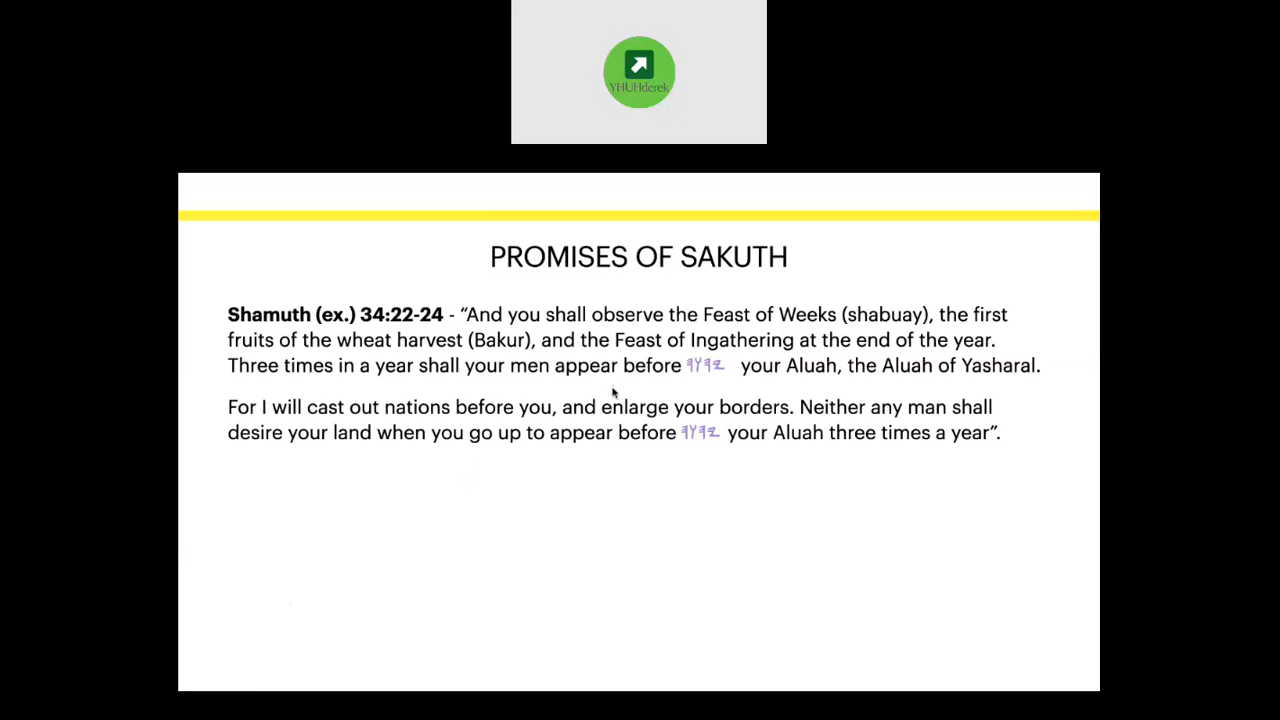 YHUHderek
PROMISES OF SAKUTH
Shamuth (ex.) 34:22-24 - “And you shall observe the Feast of Weeks (shabuay), the first
fruits of the wheat harvest (Bakur), and the Feast of Ingathering at the end of the year.
Three times in a year shall your men appear before 𐤉𐤄𐤅𐤄 your Aluah, the Aluah of Yasharal.
For I will cast out nations before you, and enlarge your borders. Neither any man shall
desire your land when you go up to appear before 𐤉𐤄𐤅𐤄 your Aluah three times a year”.